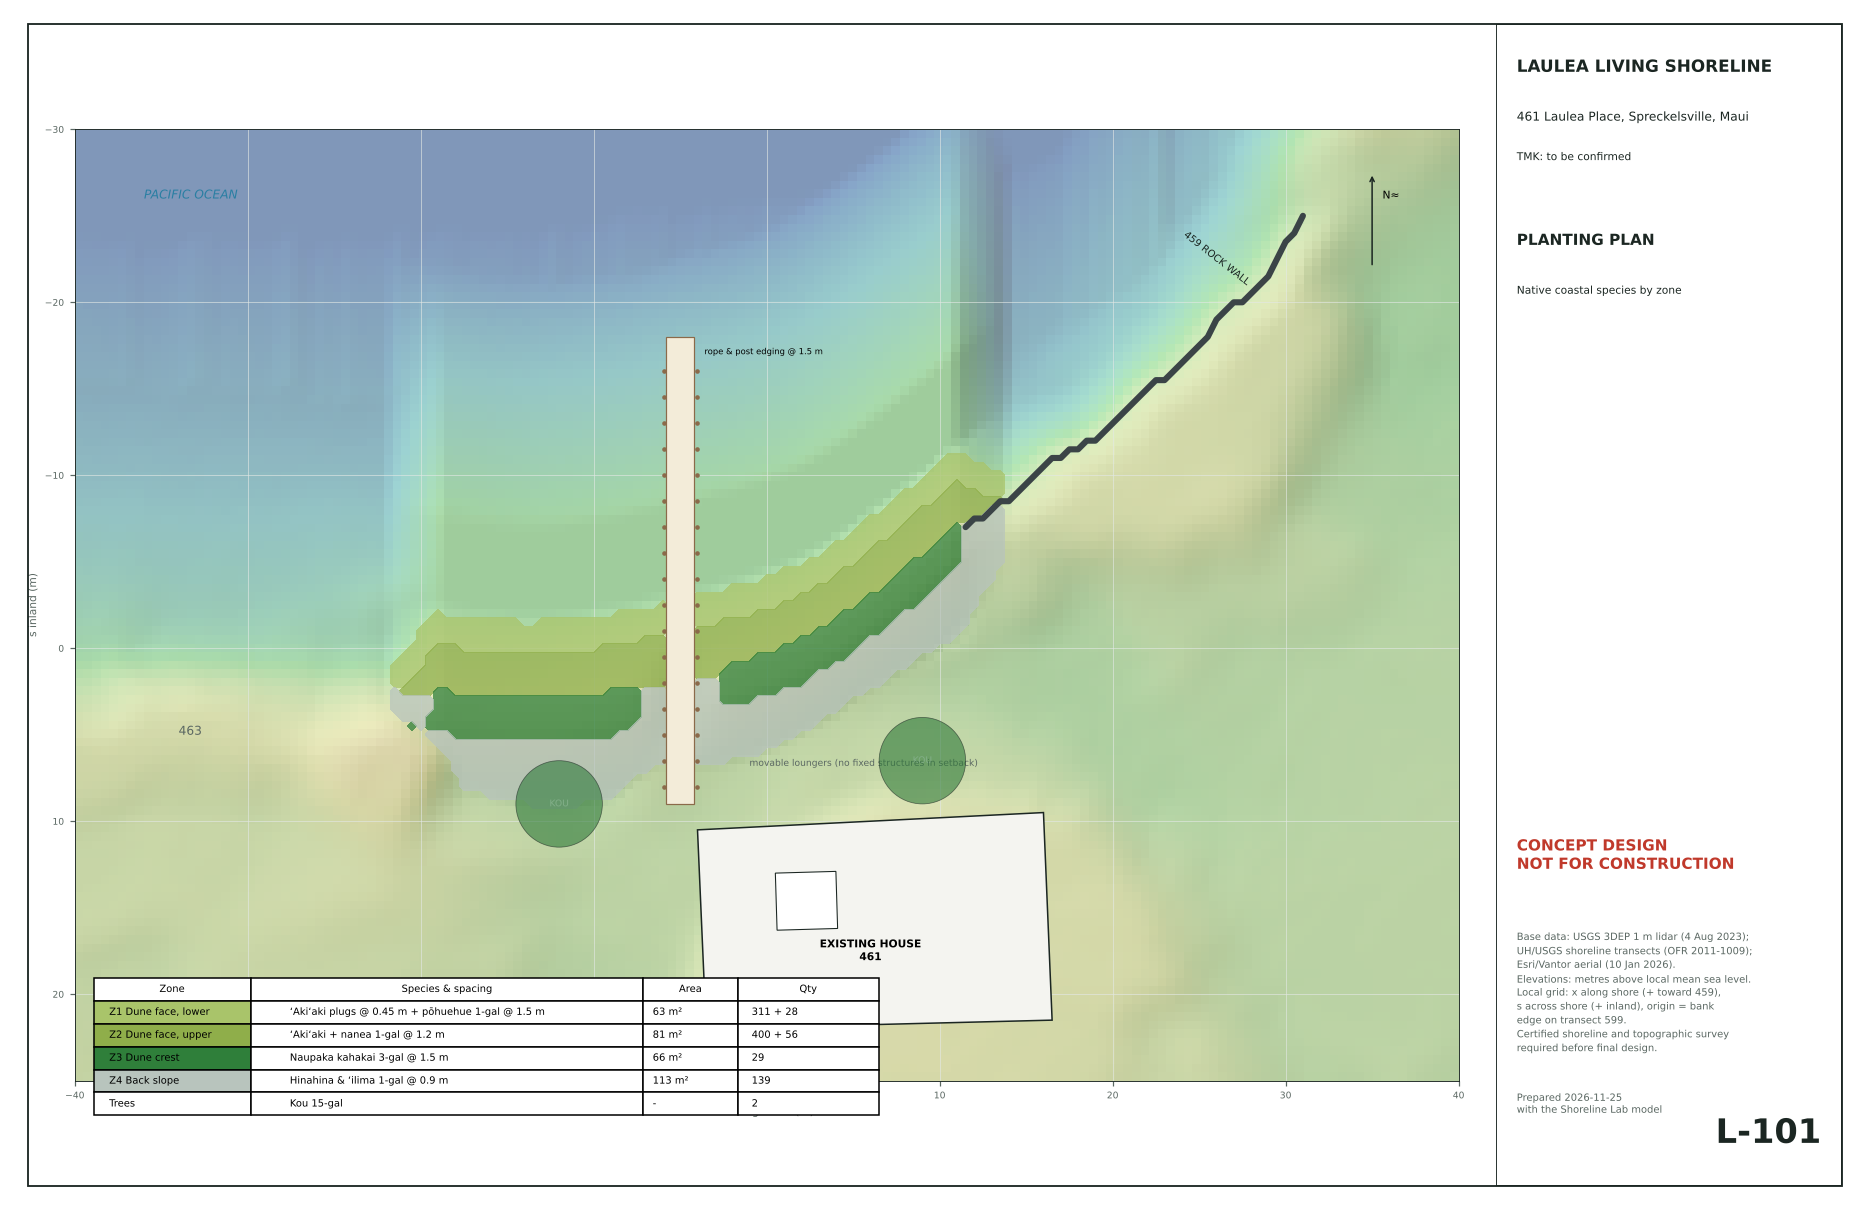 LAULEA LIVING SHORELINE
461 Laulea Place, Spreckelsville, Maui
TMK: to be confirmed
PLANTING PLAN
Native coastal species by zone
CONCEPT DESIGN
NOT FOR CONSTRUCTION
Base data: USGS 3DEP 1 m lidar (4 Aug 2023);
UH/USGS shoreline transects (OFR 2011-1009);
Esri/Vantor aerial (10 Jan 2026).
Elevations: metres above local mean sea level.
Local grid: x along shore (+ toward 459),
s across shore (+ inland), origin = bank
edge on transect 599.
Certified shoreline and topographic survey
required before final design.
Prepared 2026-11-25
with the Shoreline Lab model
L-101
−30
−20
−10
0
10
20
s inland (m)
PACIFIC OCEAN
N≈
459 ROCK WALL
rope & post edging @ 1.5 m
463
movable loungers (no fixed structures in setback)
KOU
EXISTING HOUSE
461
Zone Species & spacing Area Qty
Z1 Dune face, lower ʻAkiʻaki plugs @ 0.45 m + pōhuehue 1-gal @ 1.5 m 63 m² 311 + 28
Z2 Dune face, upper ʻAkiʻaki + nanea 1-gal @ 1.2 m 81 m² 400 + 56
Z3 Dune crest Naupaka kahakai 3-gal @ 1.5 m 66 m² 29
Z4 Back slope Hinahina & ʻilima 1-gal @ 0.9 m 113 m² 139
Trees Kou 15-gal - 2
−40 10 20 30 40